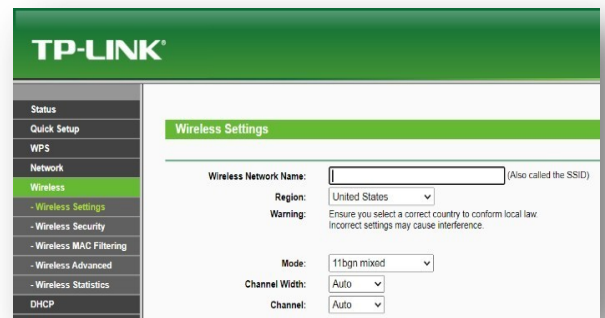 TP-LINK®
Status
Quick Setup
WPS
Network
Wireless
- Wireless Settings
- Wireless Security
- Wireless MAC Filtering
- Wireless Advanced
- Wireless Statistics
DHCP
Wireless Settings
Wireless Network Name: (Also called the SSID)
Region: United States
Warning: Ensure you select a correct country to conform local law.
Incorrect settings may cause interference.
Mode: 11bgn mixed
Channel Width: Auto
Channel: Auto